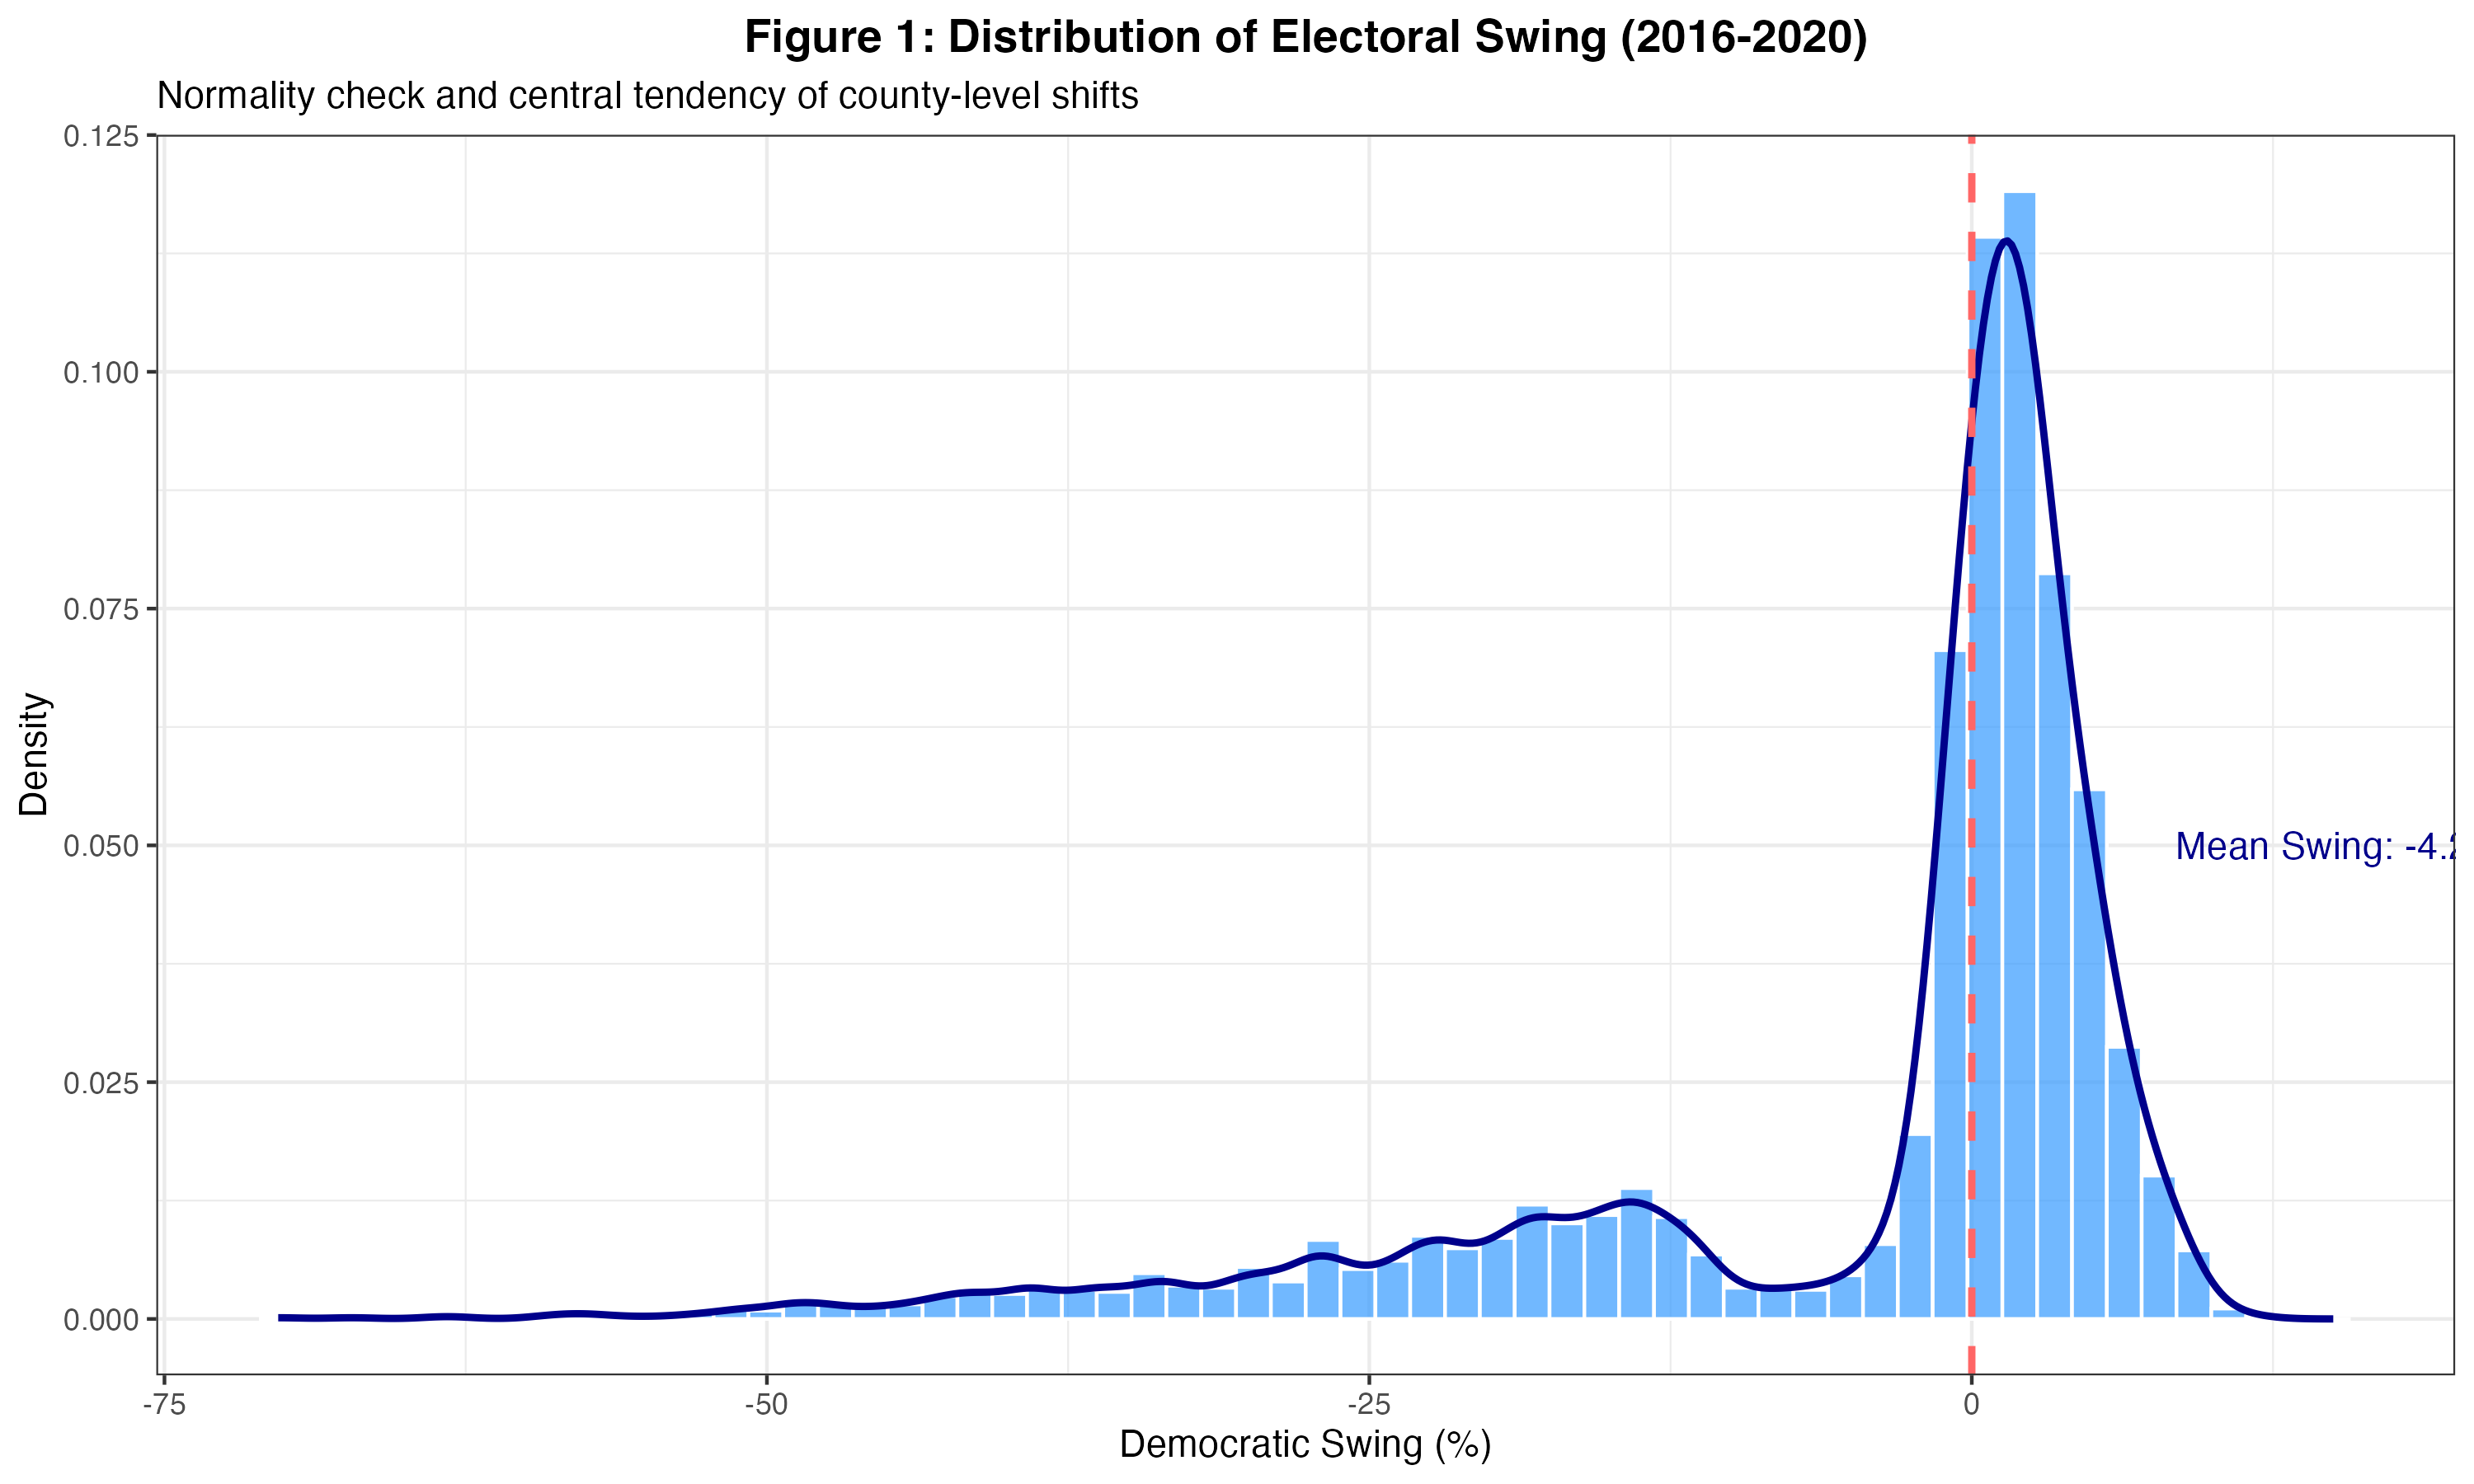 Figure 1: Distribution of Electoral Swing (2016-2020)
Normality check and central tendency of county-level shifts
0.125
0.100
0.075
0.050
0.025
0.000
Density
Mean Swing: -4.2
-75
-50
-25
0
Democratic Swing (%)